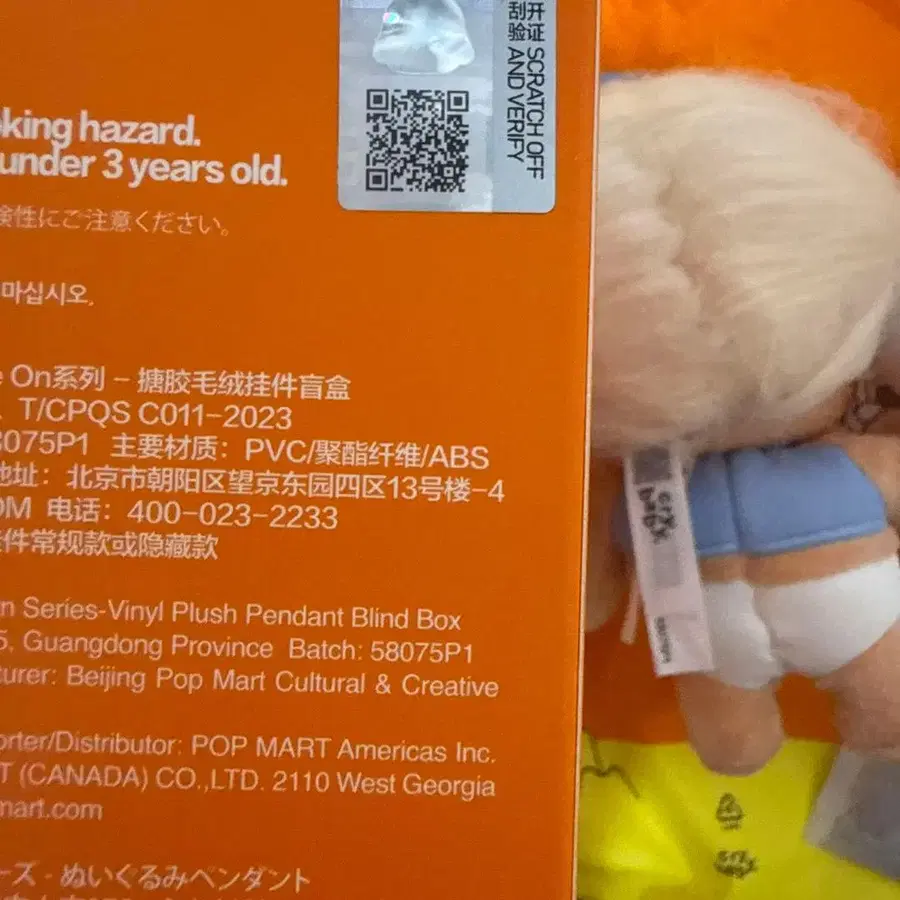 开证 SCRATCH OFF
刮验 AND VERIFY
king hazard.
under 3 years old.
険性にご注意ください。
마십시오.
e On系列 – 搪胶毛绒挂件盲盒
T/CPQS C011-2023
8075P1 主要材质：PVC/聚酯纤维/ABS
地址：北京市朝阳区望京东园四区13号楼-4
OM 电话：400-023-2233
挂件常规款或隐藏款
n Series-Vinyl Plush Pendant Blind Box
5, Guangdong Province Batch: 58075P1
turer: Beijing Pop Mart Cultural & Creative
orter/Distributor: POP MART Americas Inc.
T (CANADA) CO.,LTD. 2110 West Georgia
mart.com
ーズ・ぬいぐるみペンダント